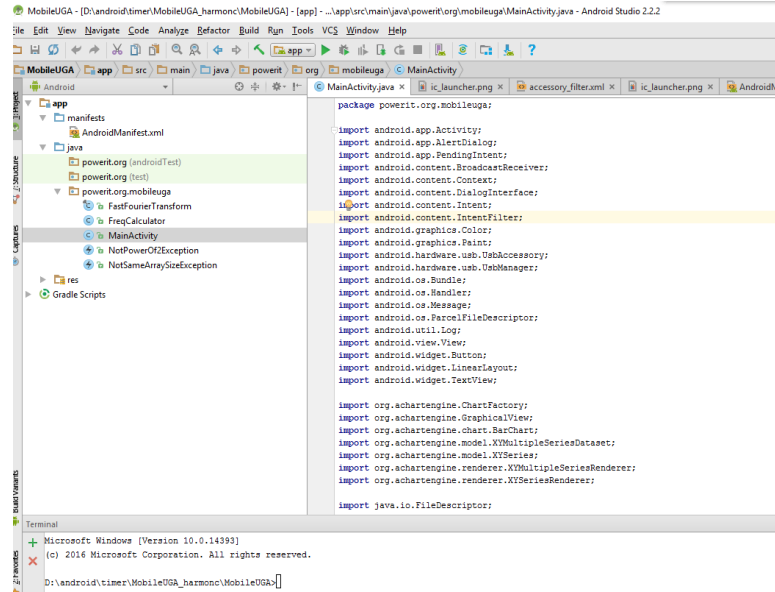 MobileUGA - [D:\android\timer\MobileUGA_harmonc\MobileUGA] - [app] - ...\app\src\main\java\powerit\org\mobileuga\MainActivity.java - Android Studio 2.2.2
File Edit View Navigate Code Analyze Refactor Build Run Tools VCS Window Help
app
MobileUGA app src main java powerit org mobileuga MainActivity
Android
MainActivity.java ic_launcher.png accessory_filter.xml ic_launcher.png AndroidM
1: Project
Z: Structure
Captures
Build Variants
2: Favorites
app
manifests
AndroidManifest.xml
java
powerit.org (androidTest)
powerit.org (test)
powerit.org.mobileuga
FastFourierTransform
FreqCalculator
MainActivity
NotPowerOf2Exception
NotSameArraySizeException
res
Gradle Scripts
package powerit.org.mobileuga;
import android.app.Activity;
import android.app.AlertDialog;
import android.app.PendingIntent;
import android.content.BroadcastReceiver;
import android.content.Context;
import android.content.DialogInterface;
import android.content.Intent;
import android.content.IntentFilter;
import android.graphics.Color;
import android.graphics.Paint;
import android.hardware.usb.UsbAccessory;
import android.hardware.usb.UsbManager;
import android.os.Bundle;
import android.os.Handler;
import android.os.Message;
import android.os.ParcelFileDescriptor;
import android.util.Log;
import android.view.View;
import android.widget.Button;
import android.widget.LinearLayout;
import android.widget.TextView;
import org.achartengine.ChartFactory;
import org.achartengine.GraphicalView;
import org.achartengine.chart.BarChart;
import org.achartengine.model.XYMultipleSeriesDataset;
import org.achartengine.model.XYSeries;
import org.achartengine.renderer.XYMultipleSeriesRenderer;
import org.achartengine.renderer.XYSeriesRenderer;
import java.io.FileDescriptor;
Terminal
Microsoft Windows [Version 10.0.14393]
(c) 2016 Microsoft Corporation. All rights reserved.
D:\android\timer\MobileUGA_harmonc\MobileUGA>